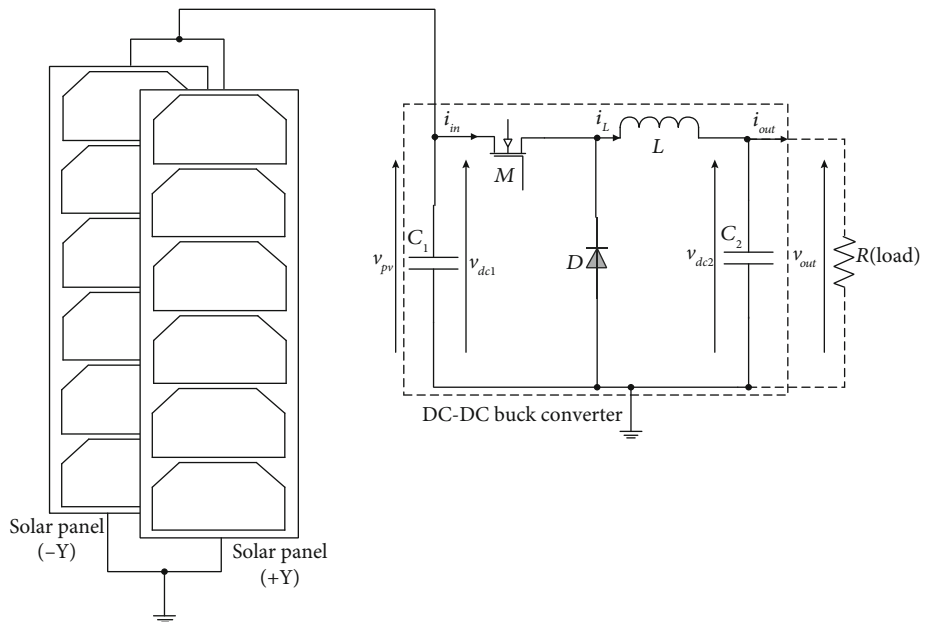 i_in
i_L
i_out
M
L
C_1
C_2
D
v_pv
v_dc1
v_dc2
v_out
R(load)
DC-DC buck converter
Solar panel
(–Y)
Solar panel
(+Y)